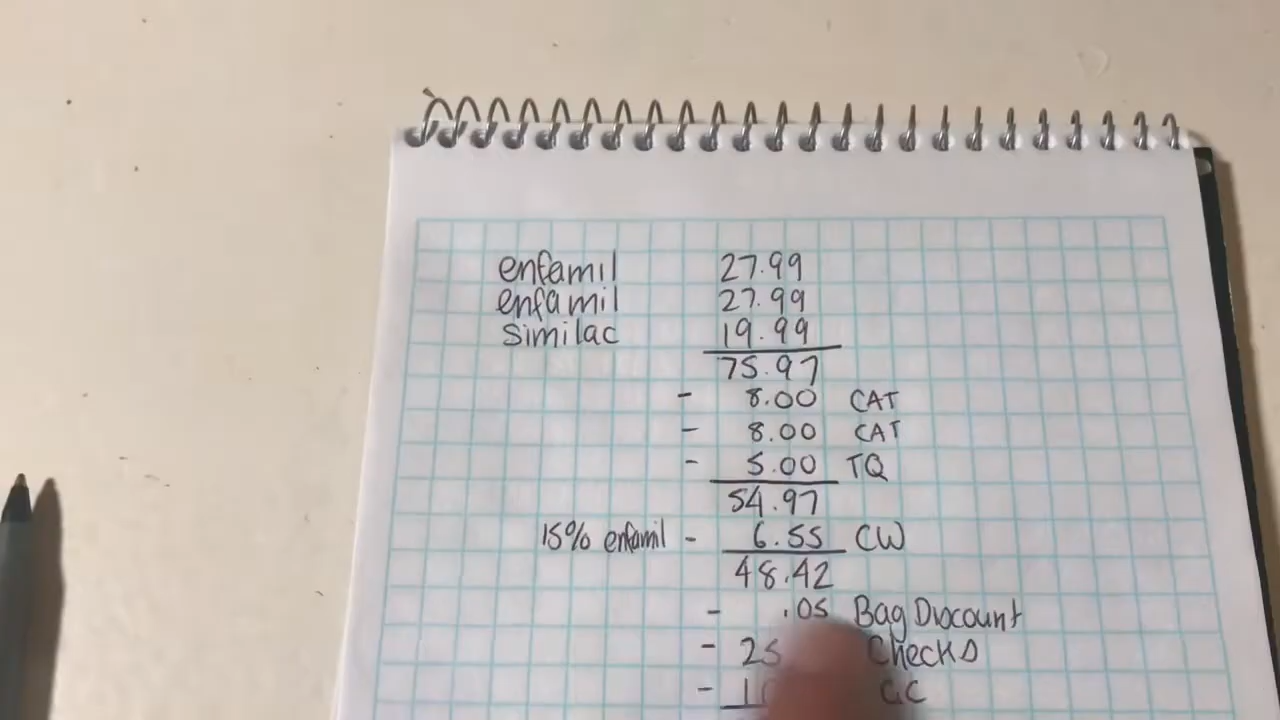 enfamil 27.99
enfamil 27.99
similac 19.99
75.97
- 8.00 CAT
- 8.00 CAT
- 5.00 TQ
54.97
15% enfamil - 6.55 CW
48.42
- .05 Bag Discount
- Checks
- GC